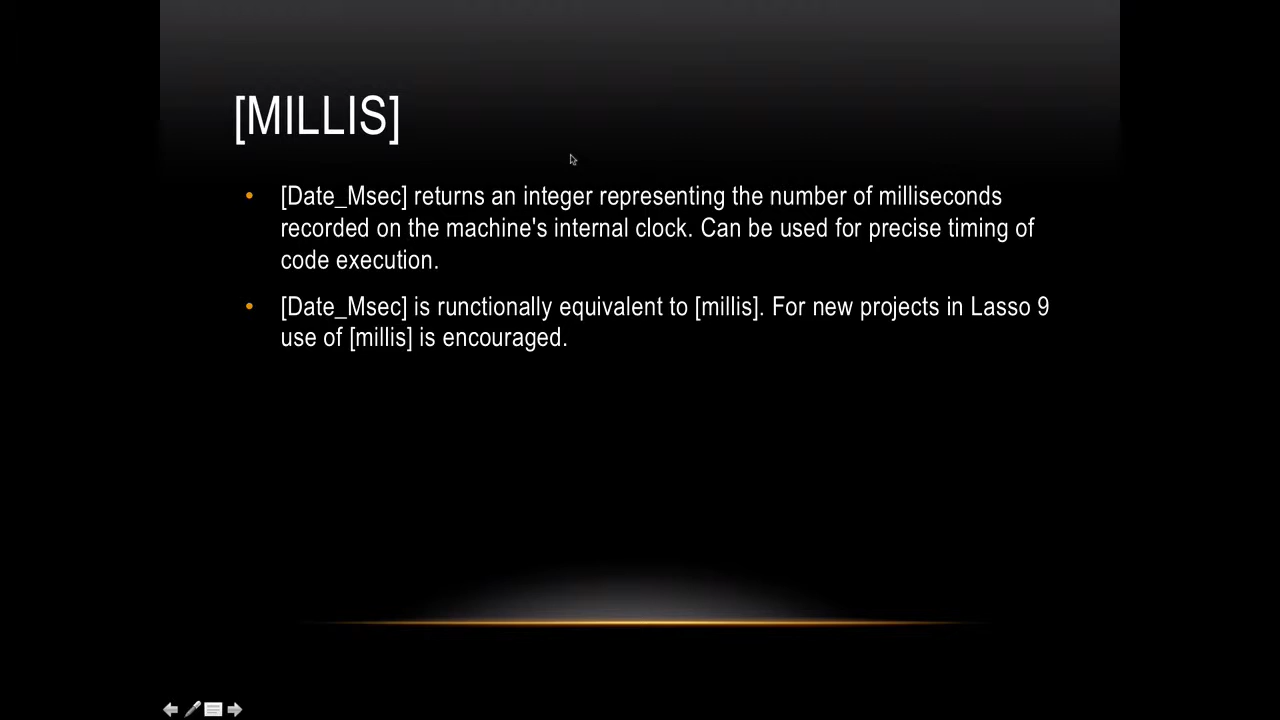 [MILLIS]
[Date_Msec] returns an integer representing the number of milliseconds
recorded on the machine's internal clock. Can be used for precise timing of
code execution.
[Date_Msec] is runctionally equivalent to [millis]. For new projects in Lasso 9
use of [millis] is encouraged.